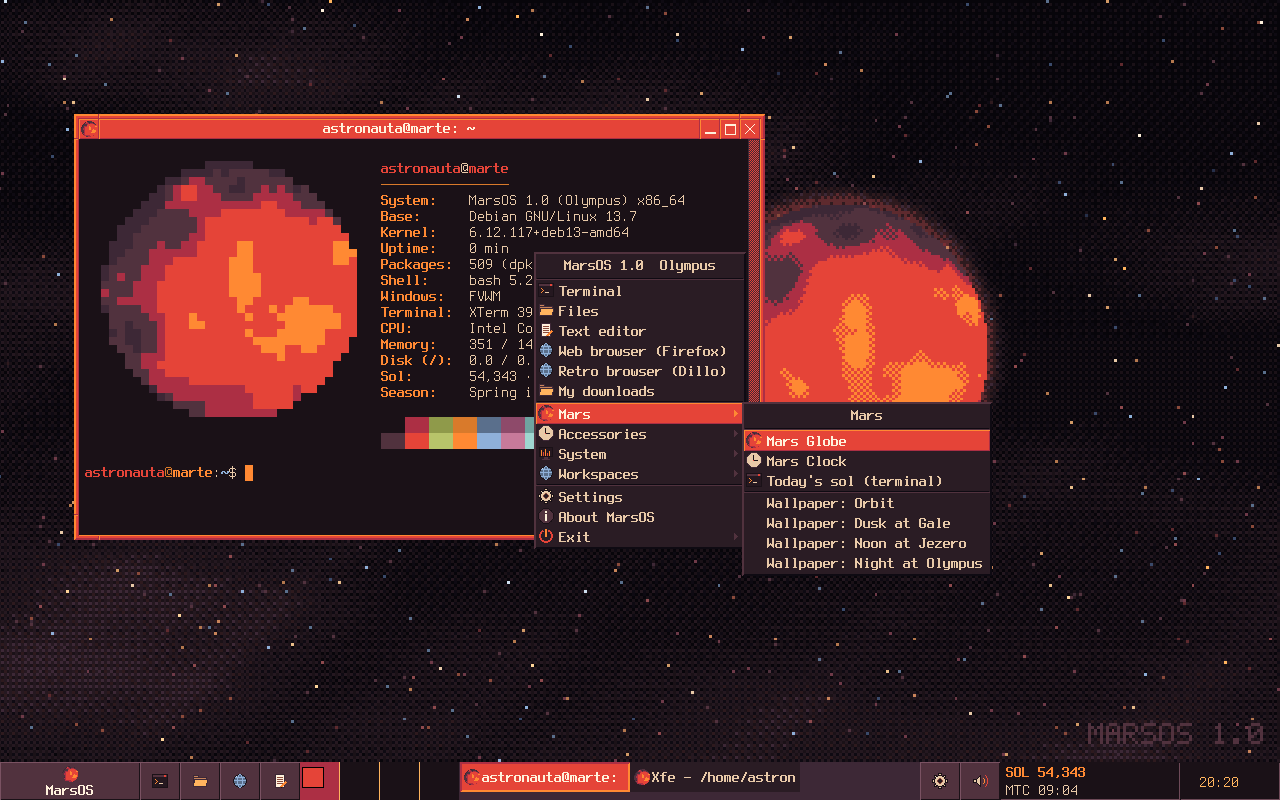 astronauta@marte: ~
astronauta@marte
System: MarsOS 1.0 (Olympus) x86_64
Base: Debian GNU/Linux 13.7
Kernel: 6.12.117+deb13-amd64
Uptime: 0 min
Packages: 509 (dpk
Shell: bash 5.2
Windows: FVWM
Terminal: XTerm 39
CPU: Intel Co
Memory: 351 / 14
Disk (/): 0.0 / 0.
Sol: 54,343 ·
Season: Spring i
astronauta@marte:~$
MarsOS 1.0 Olympus
Terminal
Files
Text editor
Web browser (Firefox)
Retro browser (Dillo)
My downloads
Mars
Accessories
System
Workspaces
Settings
About MarsOS
Exit
Mars
Mars Globe
Mars Clock
Today's sol (terminal)
Wallpaper: Orbit
Wallpaper: Dusk at Gale
Wallpaper: Noon at Jezero
Wallpaper: Night at Olympus
MARSOS 1.0
MarsOS
astronauta@marte:
Xfe - /home/astron
SOL 54,343
MTC 09:04
20:20